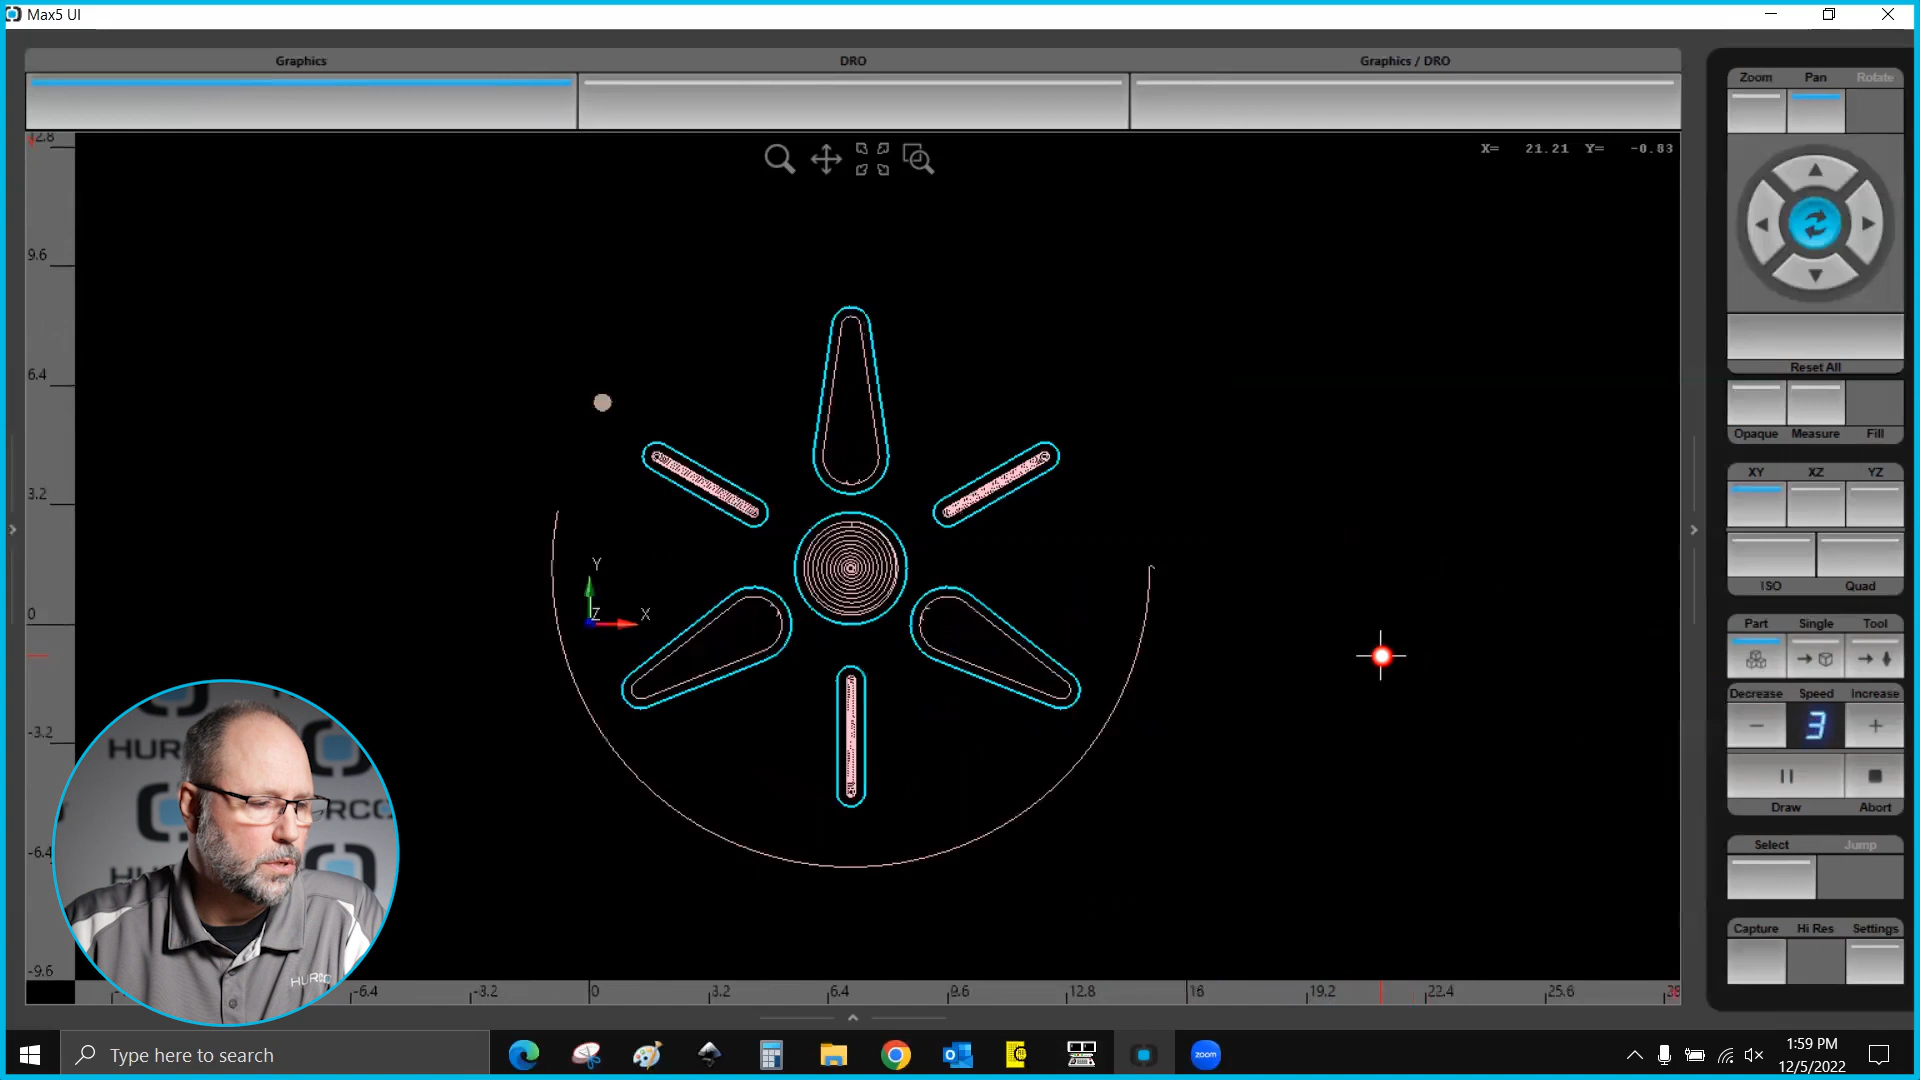 Max5 UI
Graphics
DRO
Graphics / DRO
Zoom Pan Rotate
X= 21.21 Y= -0.83
12.8
9.6
6.4
3.2
0
-3.2
-6.4
-9.6
Y
Z
X
-6.4 -3.2 0 3.2 6.4 9.6 12.8 16 19.2 22.4 25.6
Reset All
Opaque Measure Fill
XY XZ YZ
ISO Quad
Part Single Tool
Decrease Speed Increase
3
Draw Abort
Select Jump
Capture Hi Res Settings
HURCO
Type here to search
zoom
1:59 PM
12/5/2022